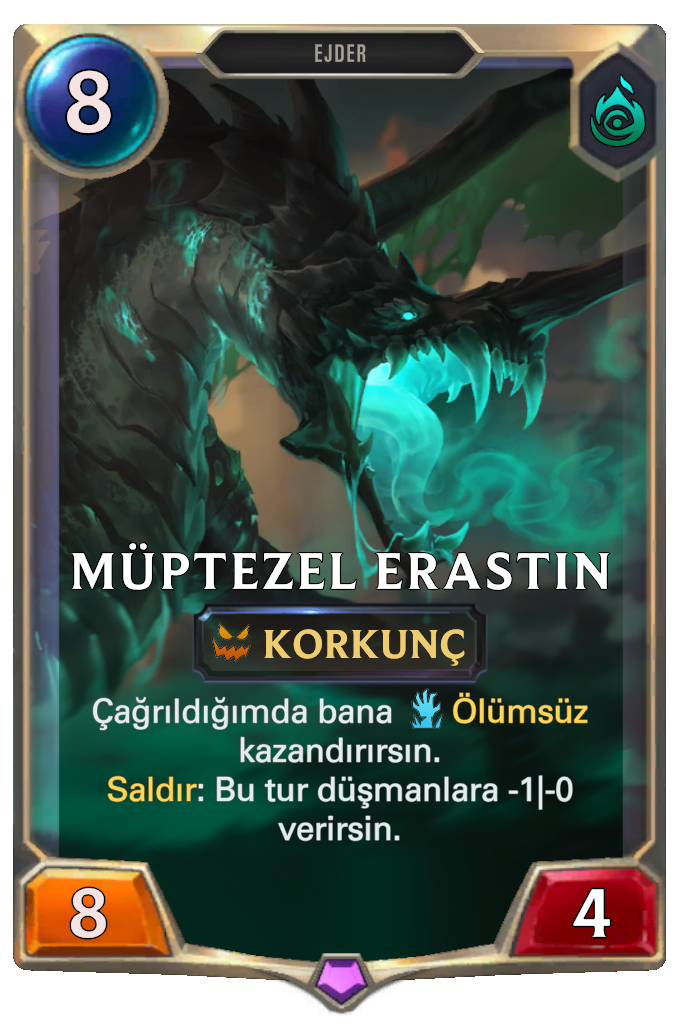 EJDER
8
MÜPTEZEL ERASTIN
KORKUNÇ
Çağrıldığımda bana Ölümsüz
kazandırırsın.
Saldır: Bu tur düşmanlara -1|-0
verirsin.
8
4